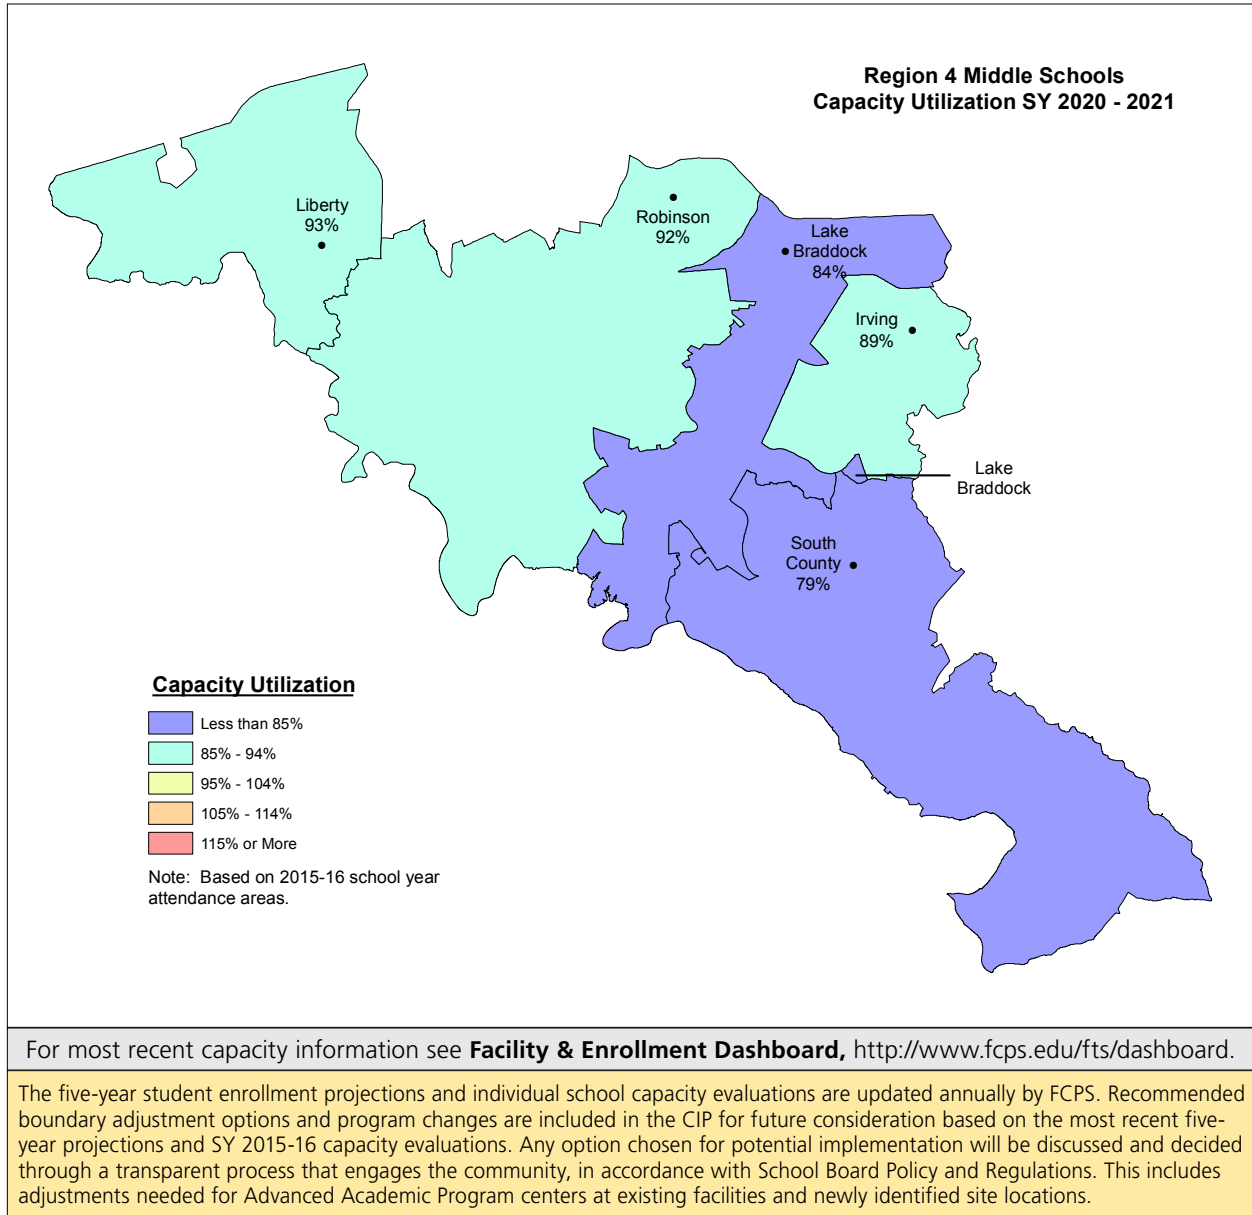 Region 4 Middle Schools
Capacity Utilization SY 2020 - 2021
Liberty
93%
Robinson
92%
Lake
Braddock
84%
Irving
89%
Lake
Braddock
South
County
79%
Capacity Utilization
Less than 85%
85% - 94%
95% - 104%
105% - 114%
115% or More
Note:  Based on 2015-16 school year
attendance areas.
For most recent capacity information see Facility & Enrollment Dashboard, http://www.fcps.edu/fts/dashboard.
The five-year student enrollment projections and individual school capacity evaluations are updated annually by FCPS. Recommended
boundary adjustment options and program changes are included in the CIP for future consideration based on the most recent five-
year projections and SY 2015-16 capacity evaluations. Any option chosen for potential implementation will be discussed and decided
through a transparent process that engages the community, in accordance with School Board Policy and Regulations. This includes
adjustments needed for Advanced Academic Program centers at existing facilities and newly identified site locations.